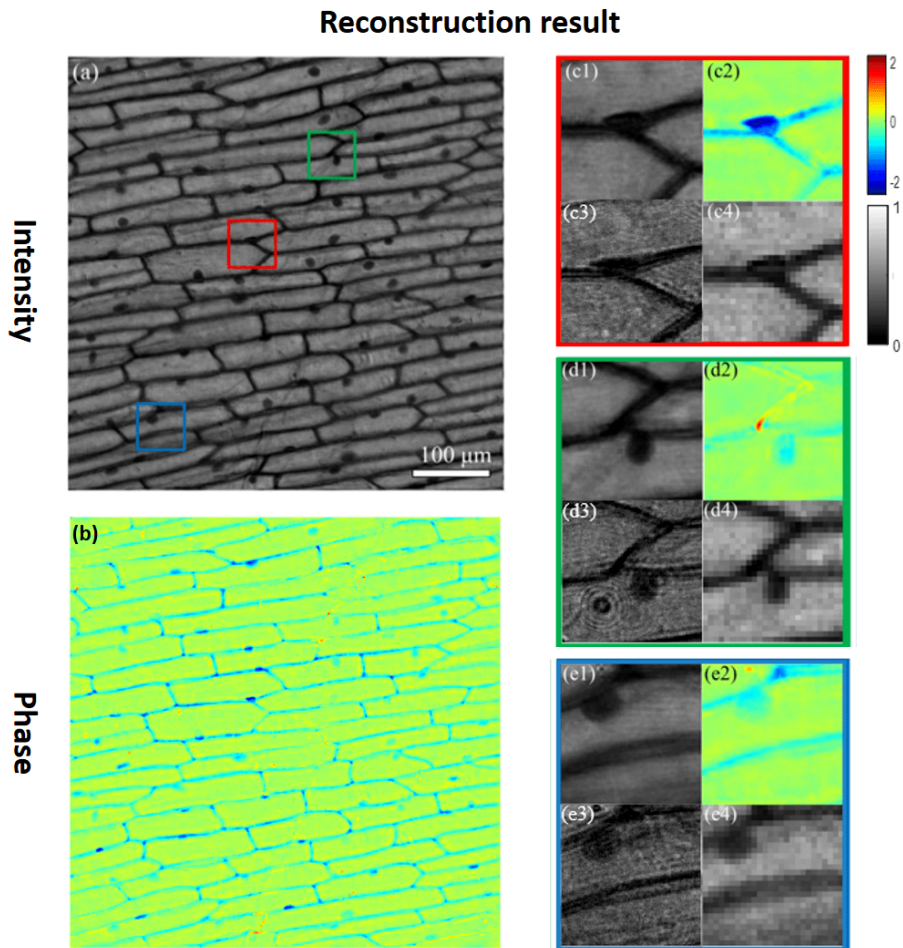 Reconstruction result
Intensity
(a)
100 μm
Phase
(b)
(c1)
(c2)
(c3)
(c4)
2
0
-2
1
0
(d1)
(d2)
(d3)
(d4)
(e1)
(e2)
(e3)
(e4)